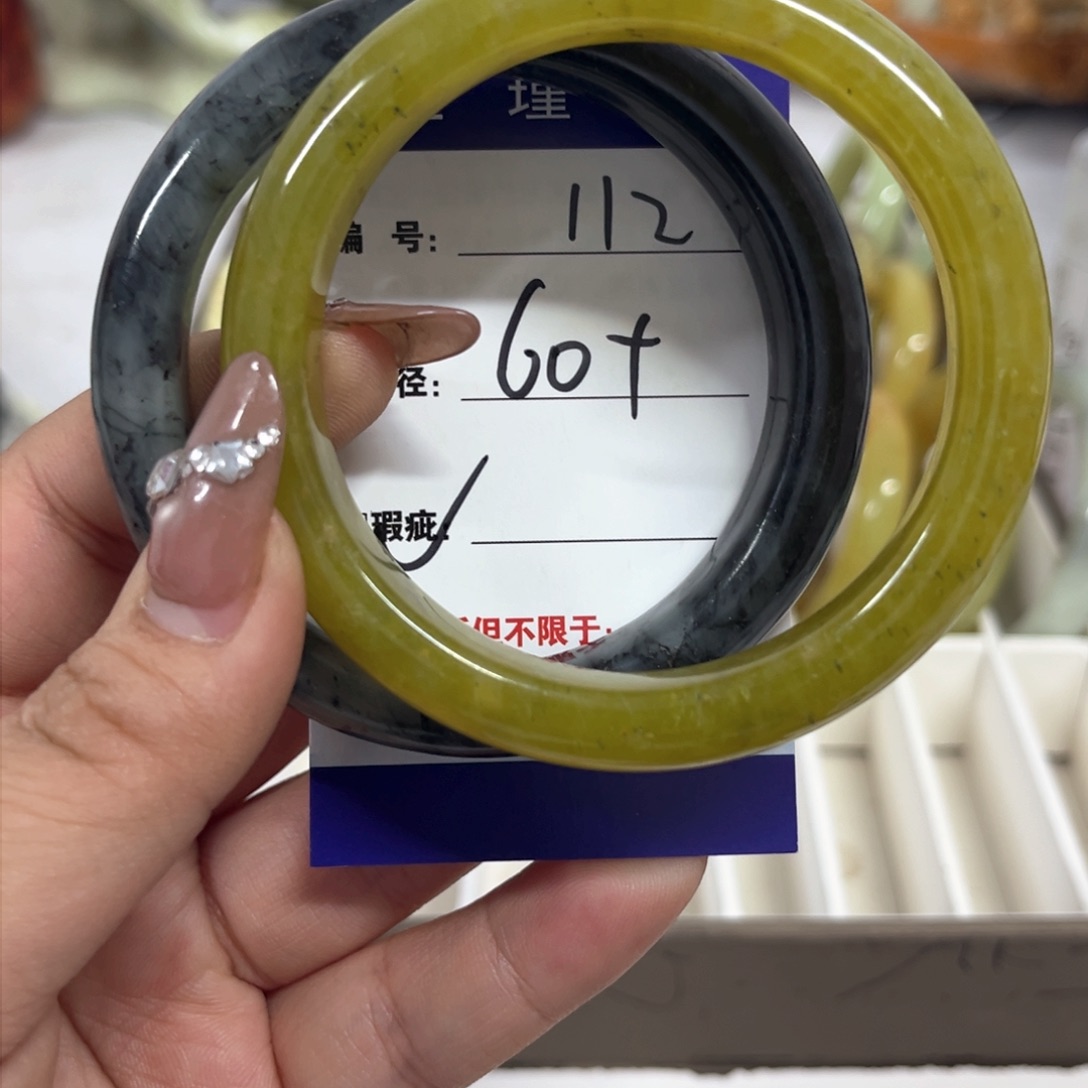 瑾
编 号: 112
径: 60+
瑕疵: ✓
但不限于: